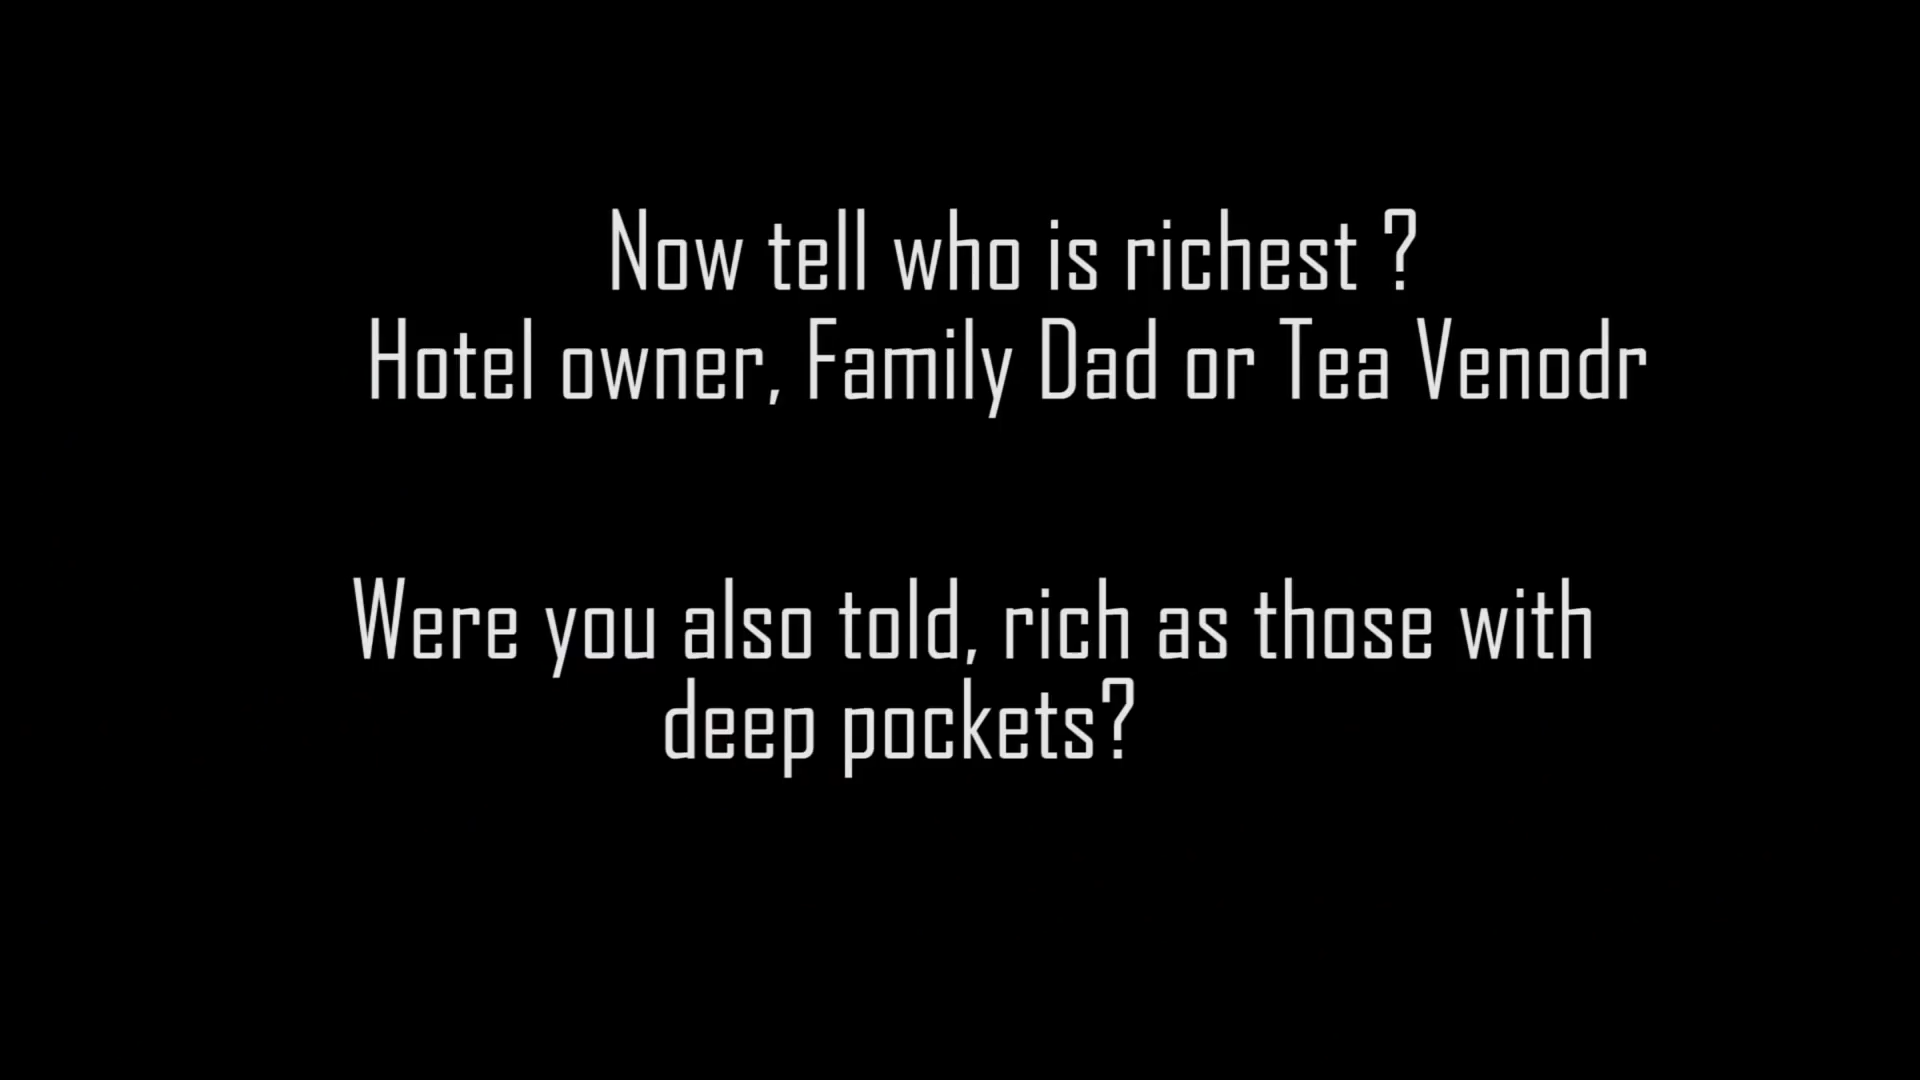 Now tell who is richest ?
Hotel owner, Family Dad or Tea Venodr
Were you also told, rich as those with
deep pockets?